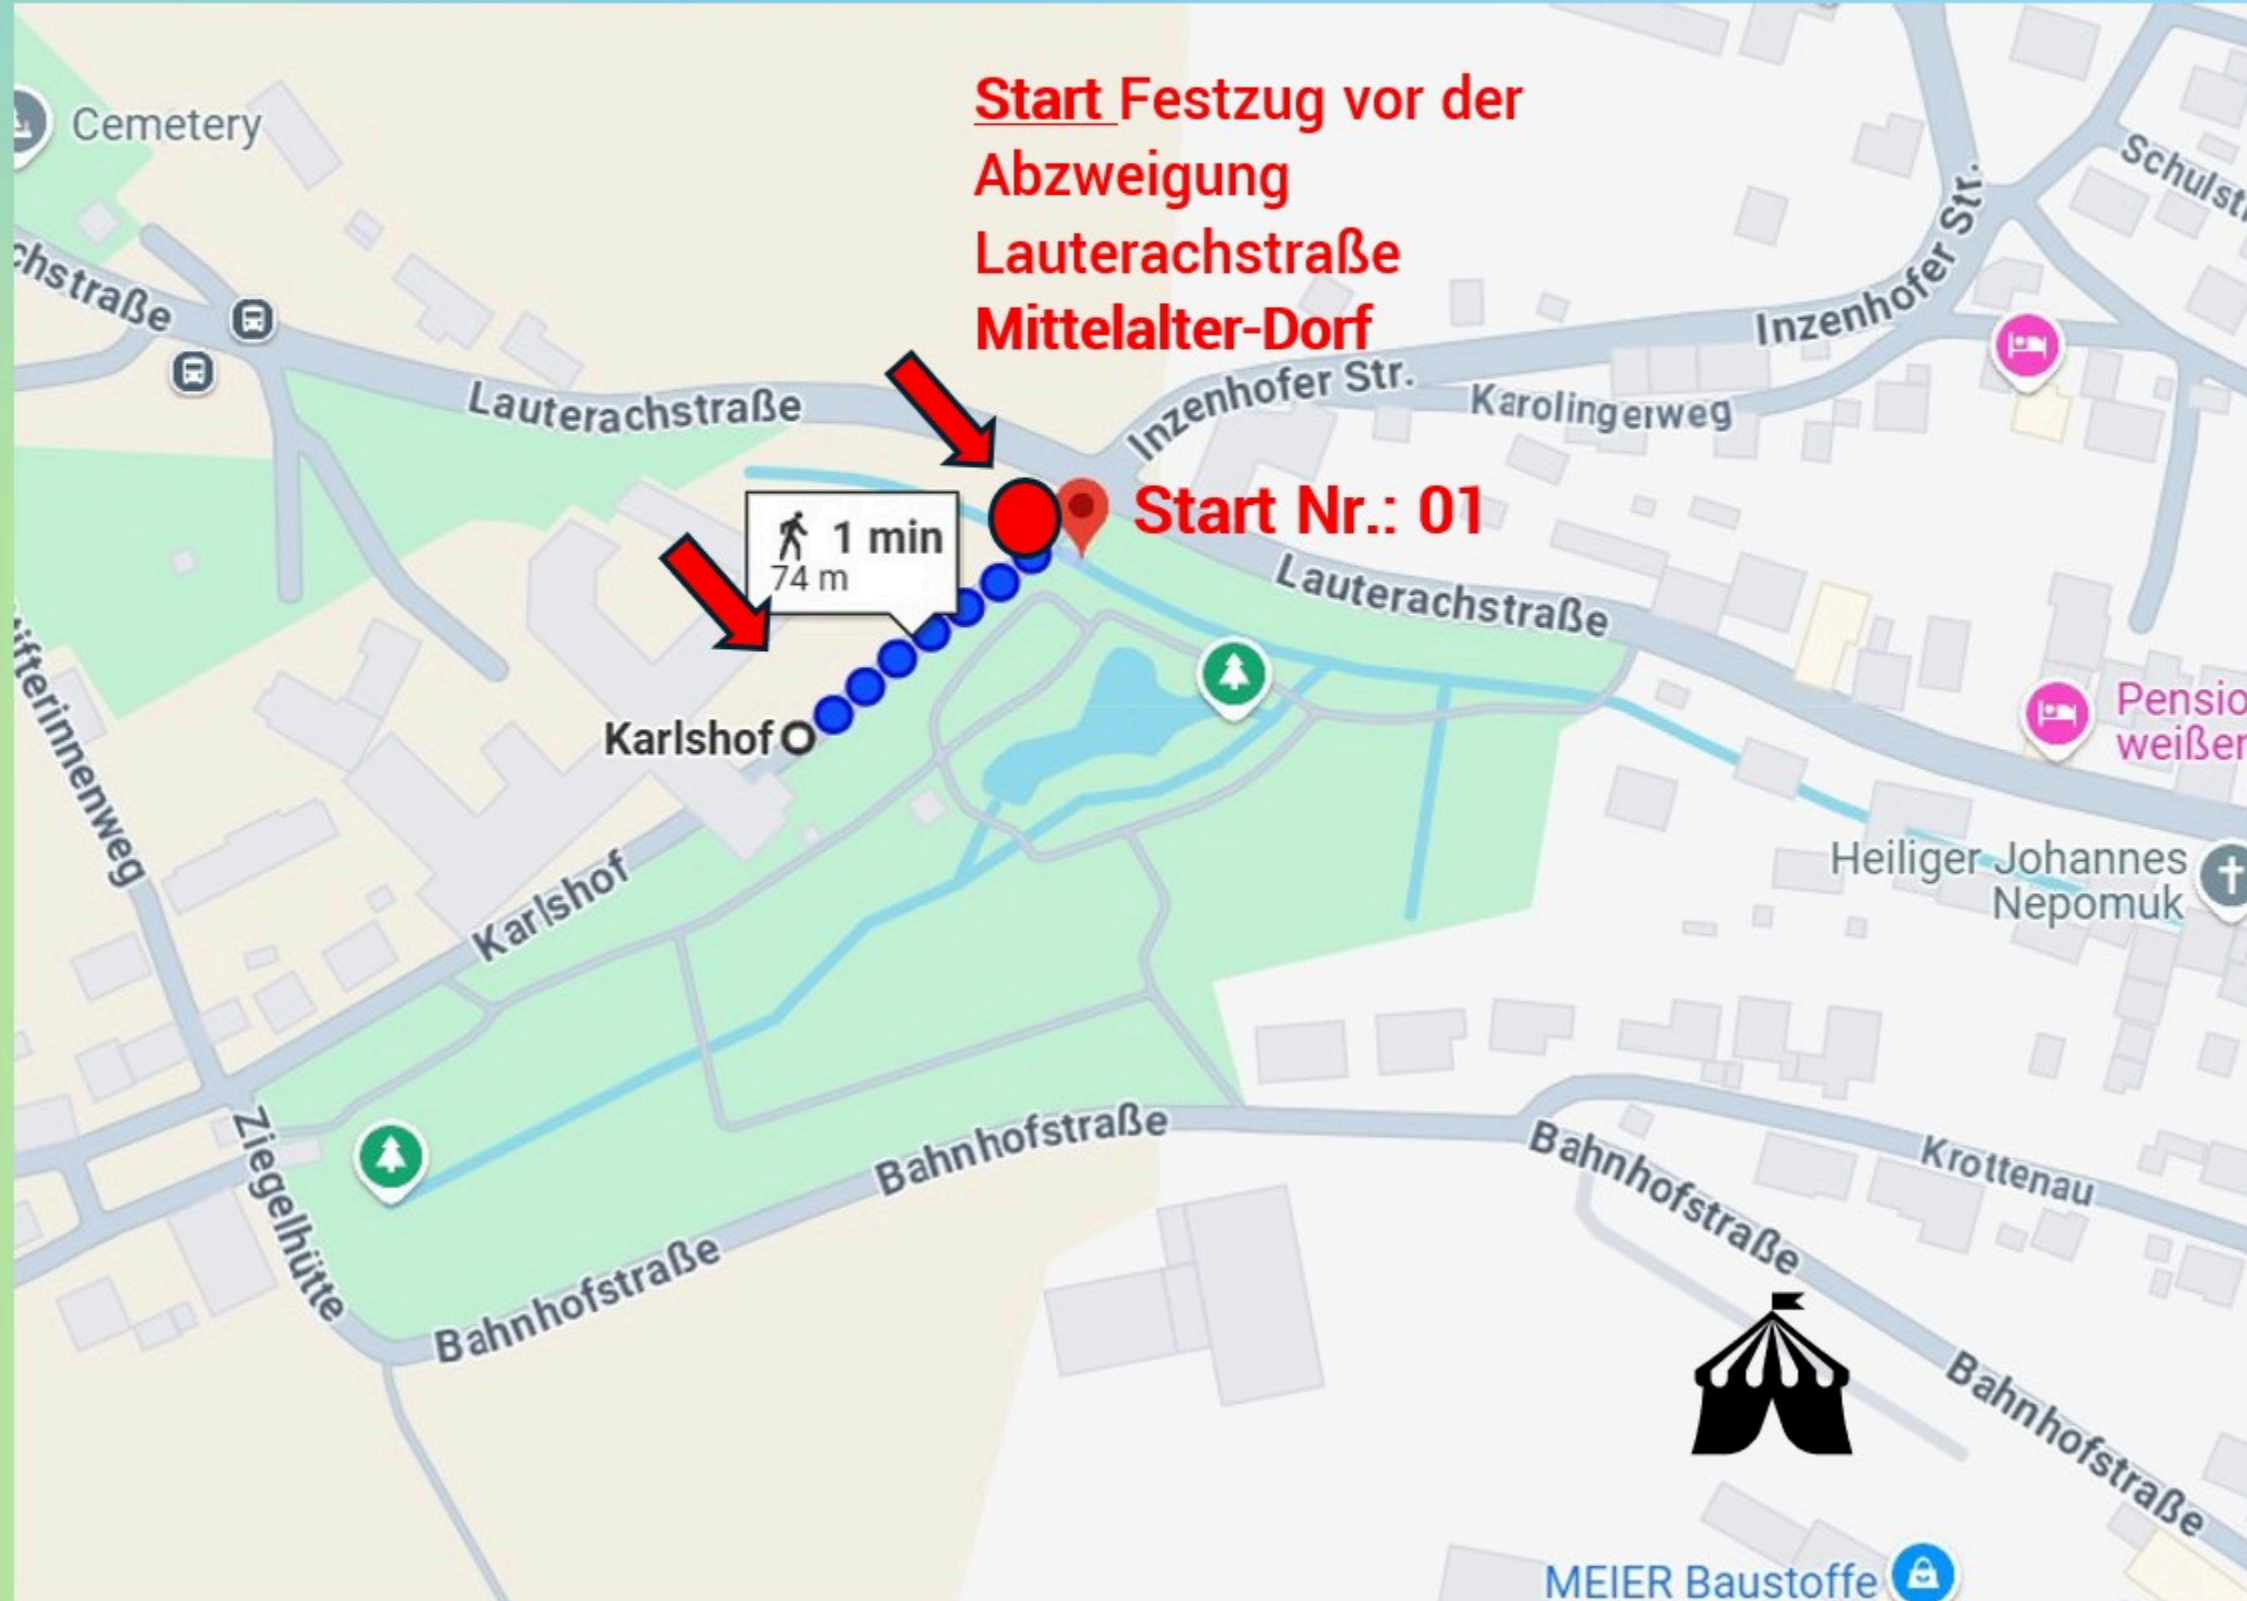 Start Festzug vor der
Abzweigung
Lauterachstraße
Mittelalter-Dorf
Cemetery
chstraße
Schulst
Inzenhofer Str.
Inzenhofer Str.
Karolingerweg
Lauterachstraße
Start Nr.: 01
1 min
74 m
Lauterachstraße
Karlshof
Pensio
weißer
ifterinnenweg
Karlshof
Heiliger Johannes
Nepomuk
Ziegelhütte
Bahnhofstraße
Bahnhofstraße
Krottenau
Bahnhofstraße
Bahnhofstraße
MEIER Baustoffe